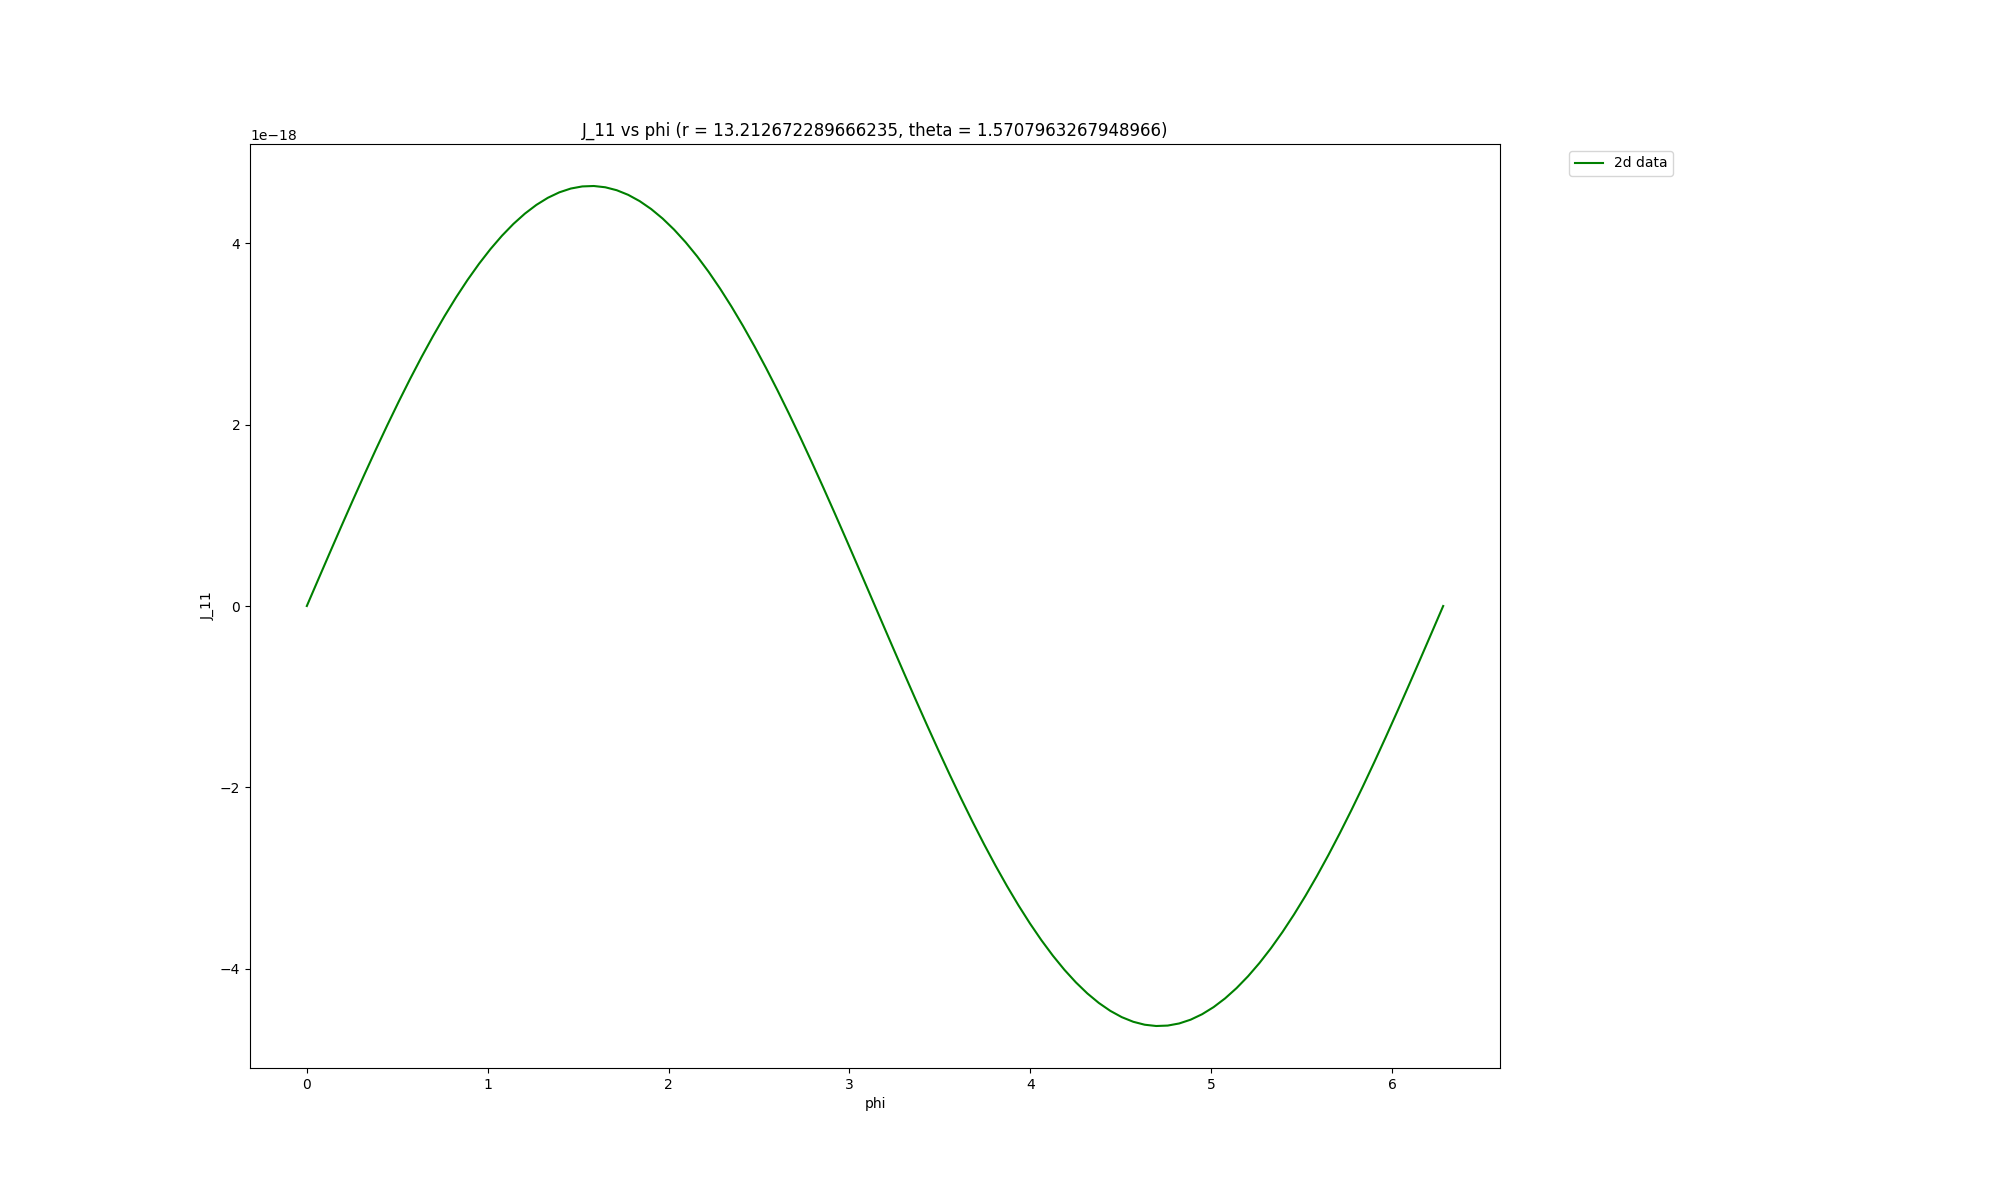 J_11 vs phi (r = 13.212672289666235, theta = 1.5707963267948966)
1e−18
2d data
4
2
0
−2
−4
J_11
0 1 2 3 4 5 6
phi